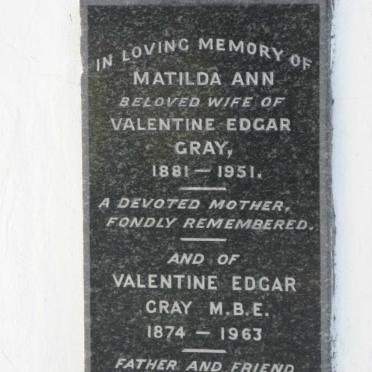 IN LOVING MEMORY OF
MATILDA ANN
BELOVED WIFE OF
VALENTINE EDGAR
GRAY,
1881 — 1951.
A DEVOTED MOTHER,
FONDLY REMEMBERED.
AND OF
VALENTINE EDGAR
GRAY M.B.E.
1874 — 1963
FATHER AND FRIEND